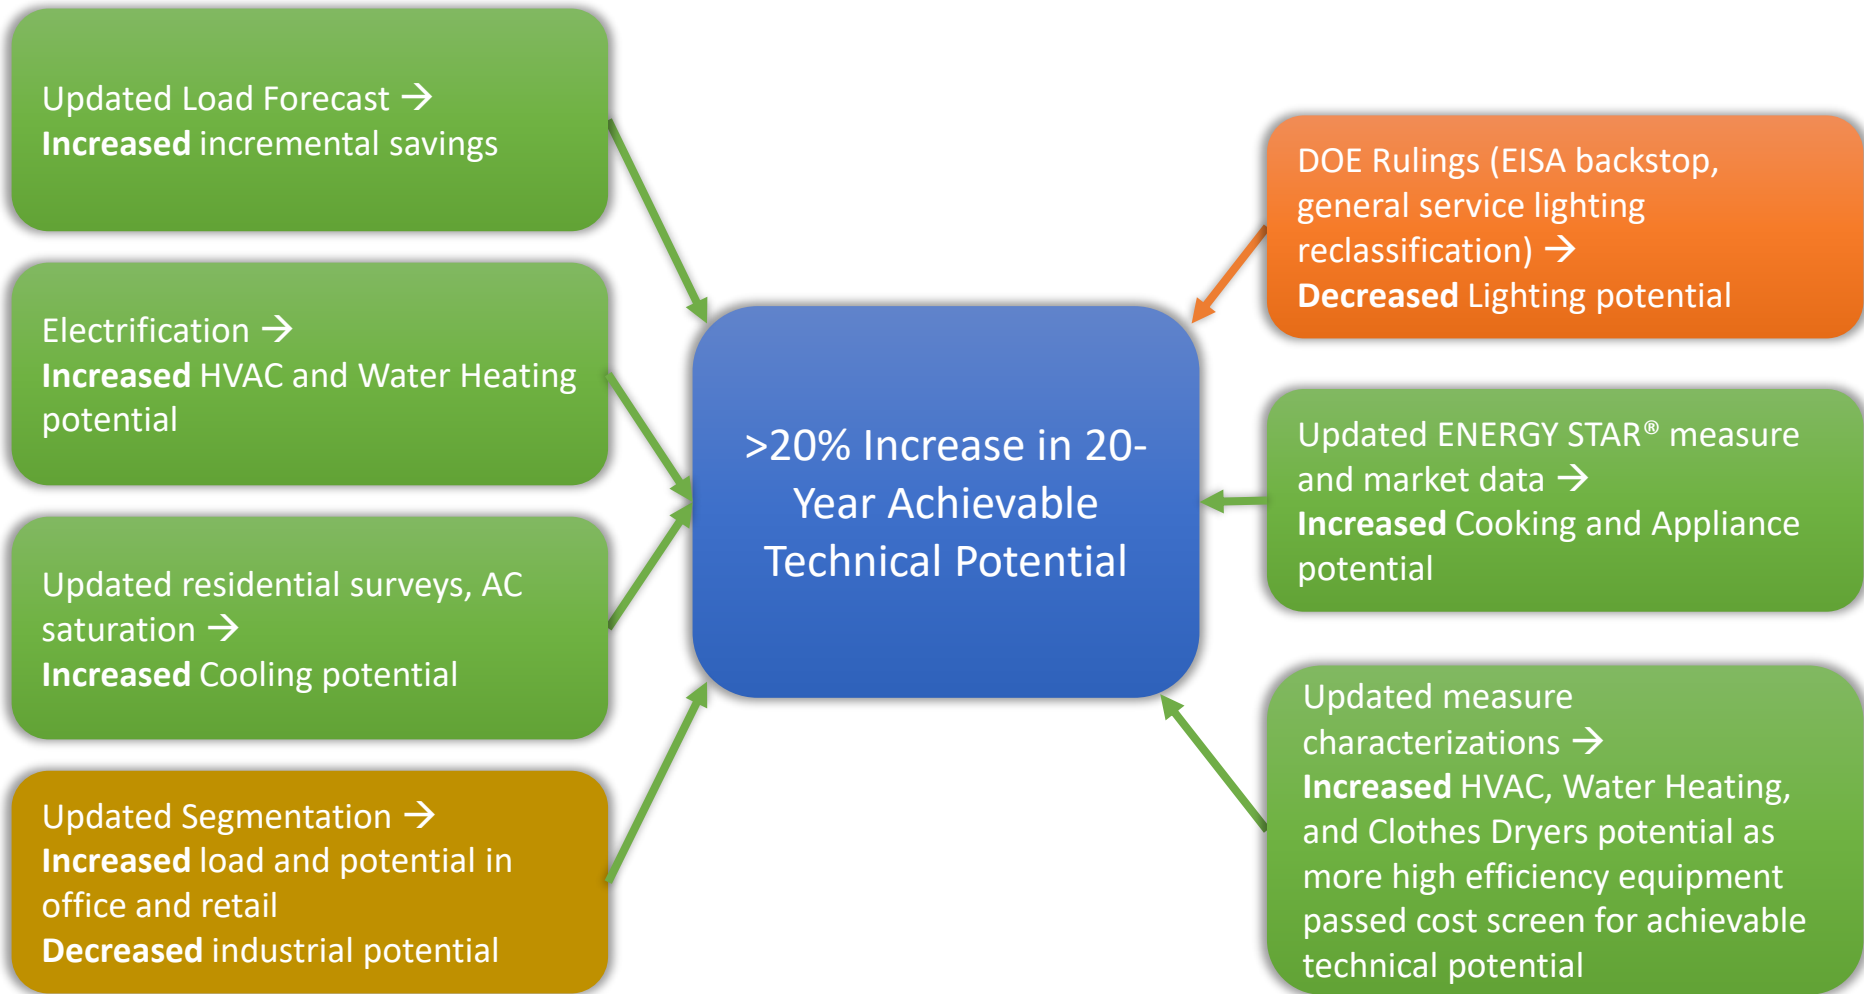 Updated Load Forecast →
Increased incremental savings
Electrification →
Increased HVAC and Water Heating
potential
Updated residential surveys, AC
saturation →
Increased Cooling potential
Updated Segmentation →
Increased load and potential in
office and retail
Decreased industrial potential
>20% Increase in 20-
Year Achievable
Technical Potential
DOE Rulings (EISA backstop,
general service lighting
reclassification) →
Decreased Lighting potential
Updated ENERGY STAR® measure
and market data →
Increased Cooking and Appliance
potential
Updated measure
characterizations →
Increased HVAC, Water Heating,
and Clothes Dryers potential as
more high efficiency equipment
passed cost screen for achievable
technical potential